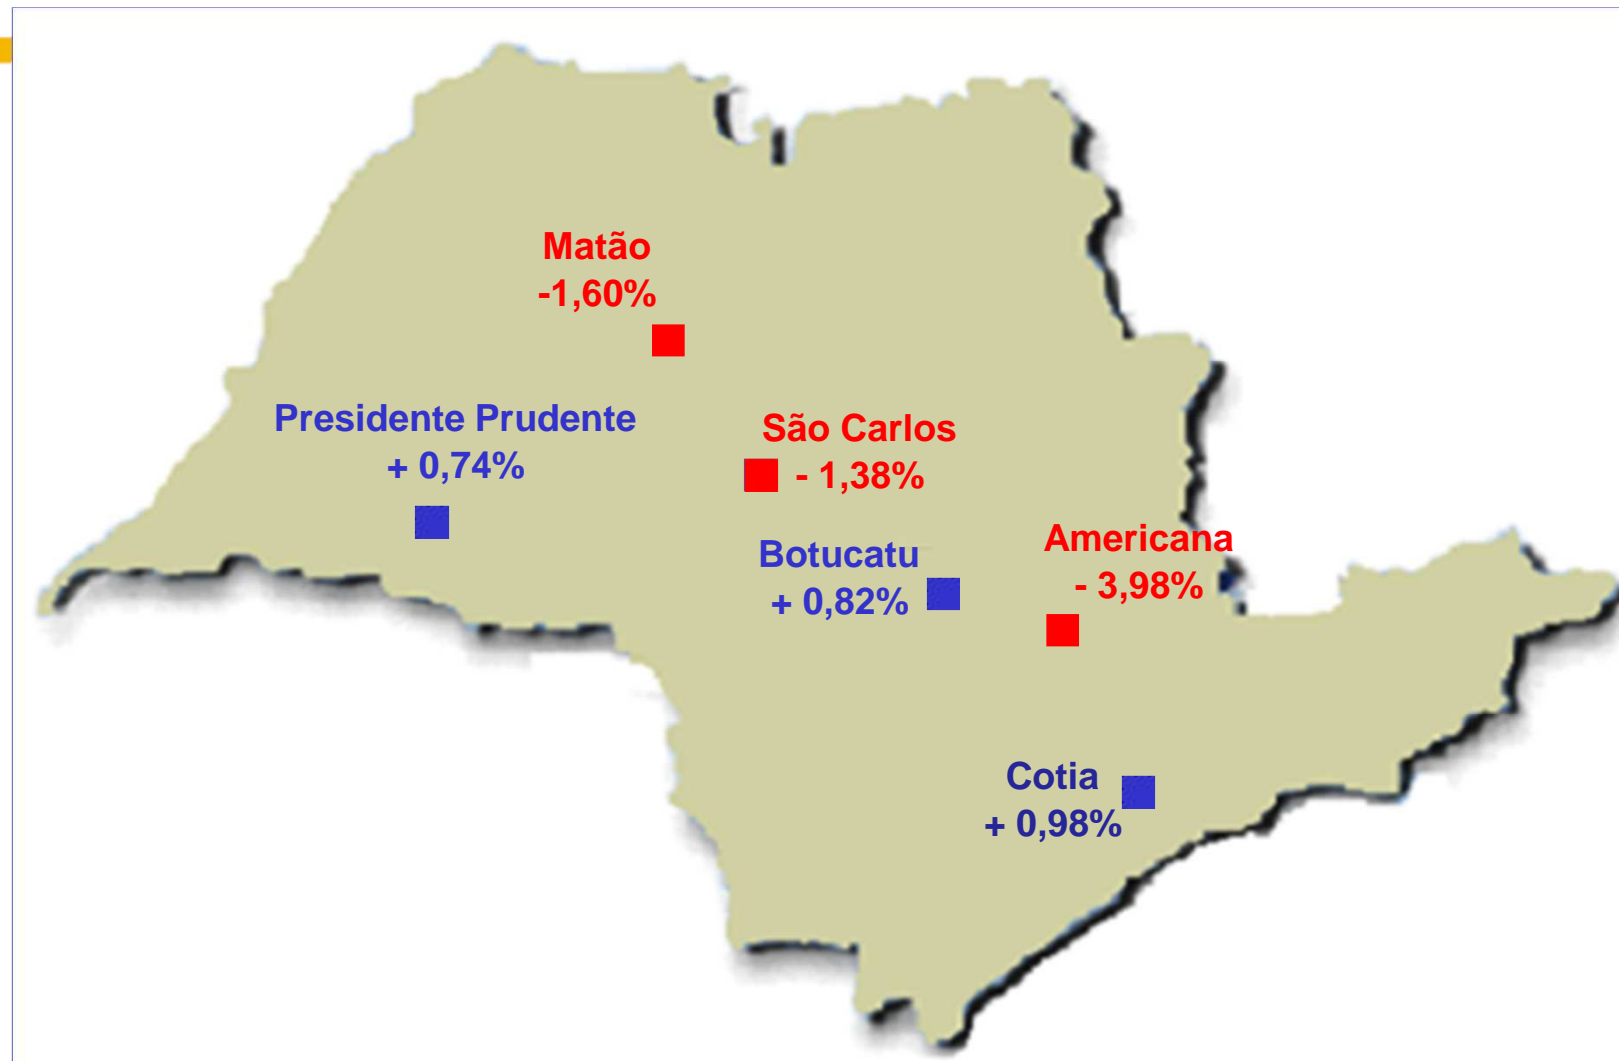 Matão
-1,60%
Presidente Prudente
+ 0,74%
São Carlos
- 1,38%
Botucatu
+ 0,82%
Americana
- 3,98%
Cotia
+ 0,98%